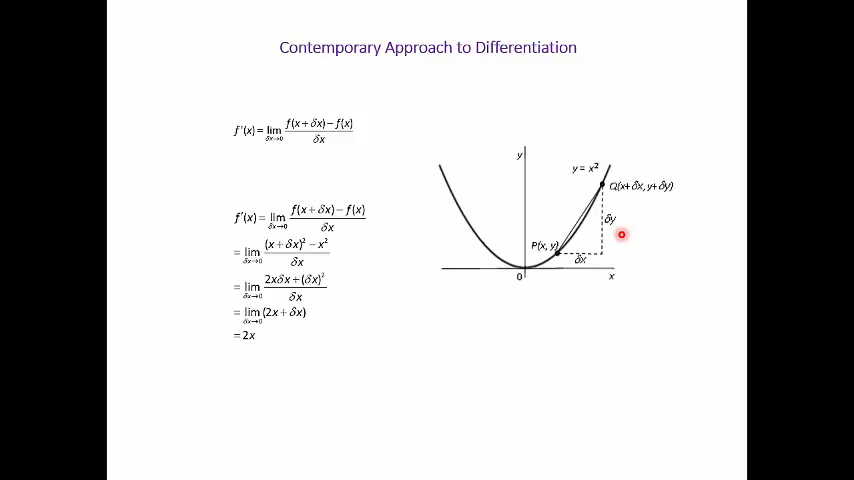 Contemporary Approach to Differentiation
f'(x) = lim δx→0 f(x + δx) − f(x) / δx
f'(x) = lim δx→0 f(x + δx) − f(x) / δx
= lim δx→0 (x + δx)² − x² / δx
= lim δx→0 2xδx + (δx)² / δx
= lim δx→0 (2x + δx)
= 2x
y
y = x²
Q(x+δx, y+δy)
δy
P(x, y)
δx
0
x